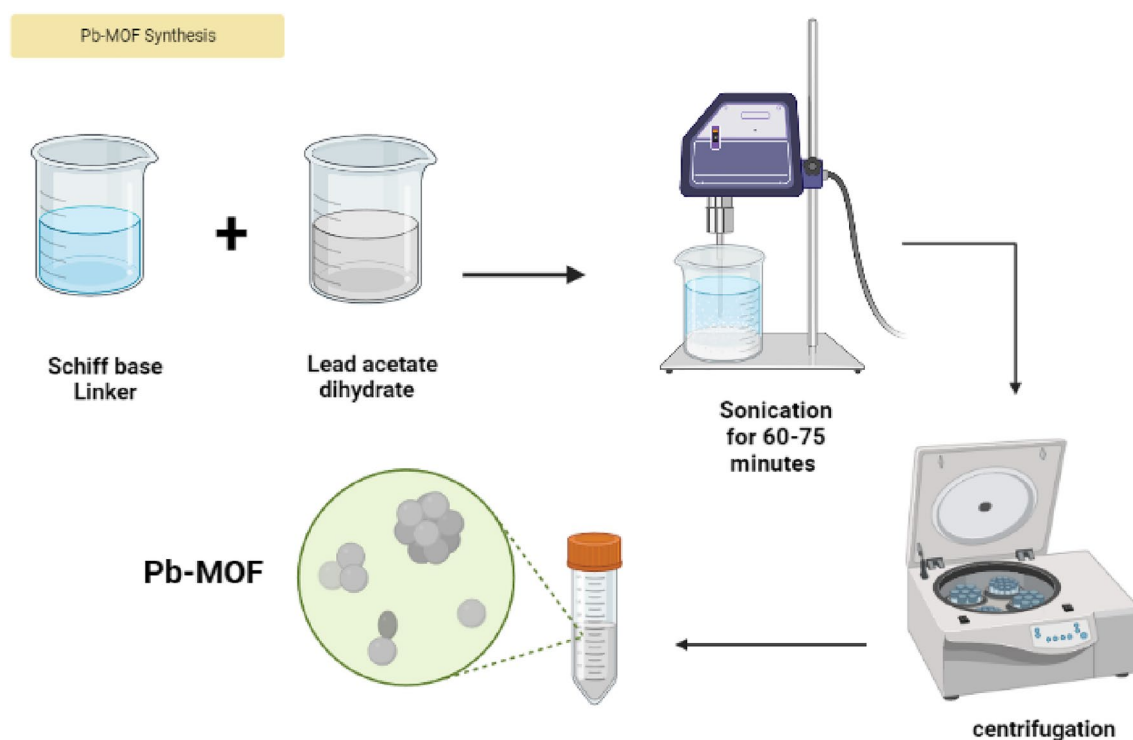 Pb-MOF Synthesis
Schiff base
Linker
Lead acetate
dihydrate
Sonication
for 60-75
minutes
centrifugation
Pb-MOF